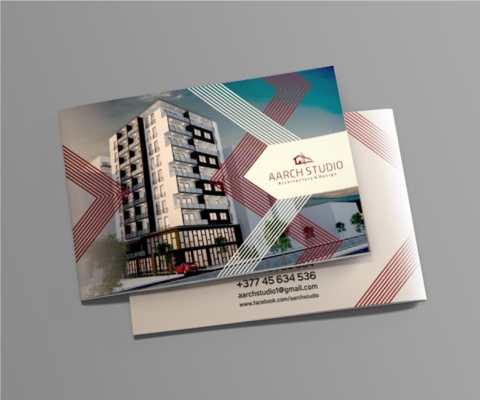 AARCH STUDIO
Architecture & Design
+377 45 634 536
aarchstudio1@gmail.com
www.facebook.com/aarchstudio